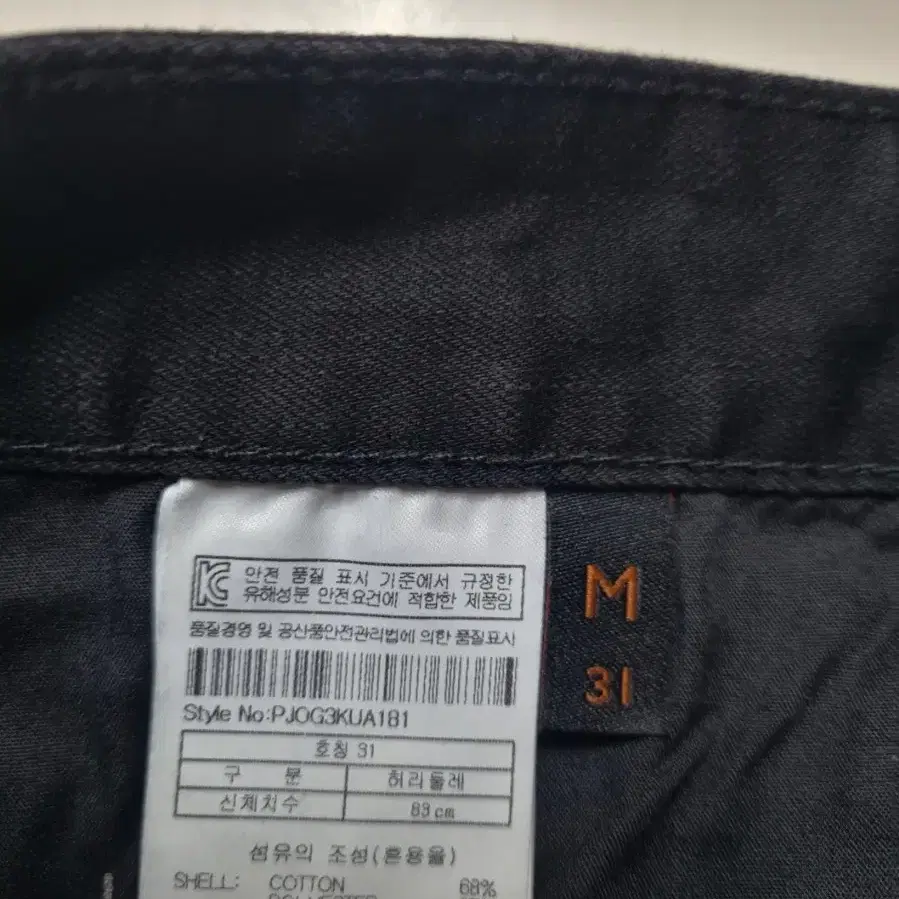 KC 안전 품질 표시 기준에서 규정한
유해성분 안전요건에 적합한 제품임
품질경영 및 공산품안전관리법에 의한 품질표시
Style No:PJOG3KUA181
호칭 31
구 분 허리둘레
신체치수 83 cm
섬유의 조성(혼용율)
SHELL: COTTON 68%
M
31